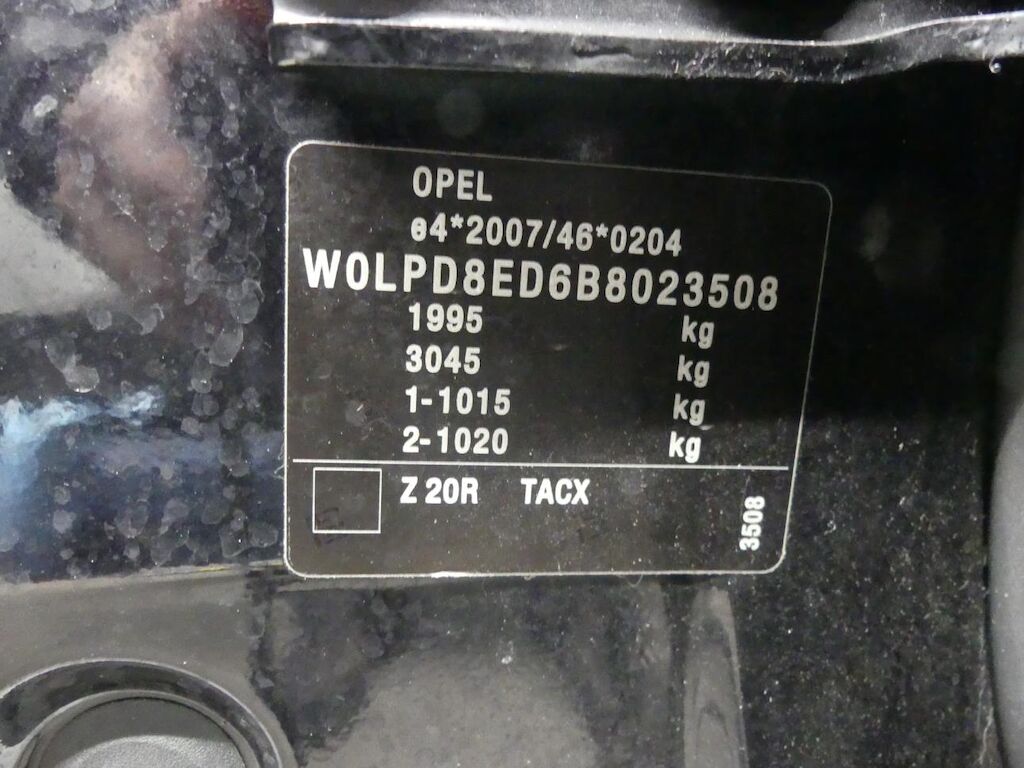 OPEL
e4*2007/46*0204
W0LPD8ED6B8023508
1995 kg
3045 kg
1-1015 kg
2-1020 kg
Z 20R TACX
3508